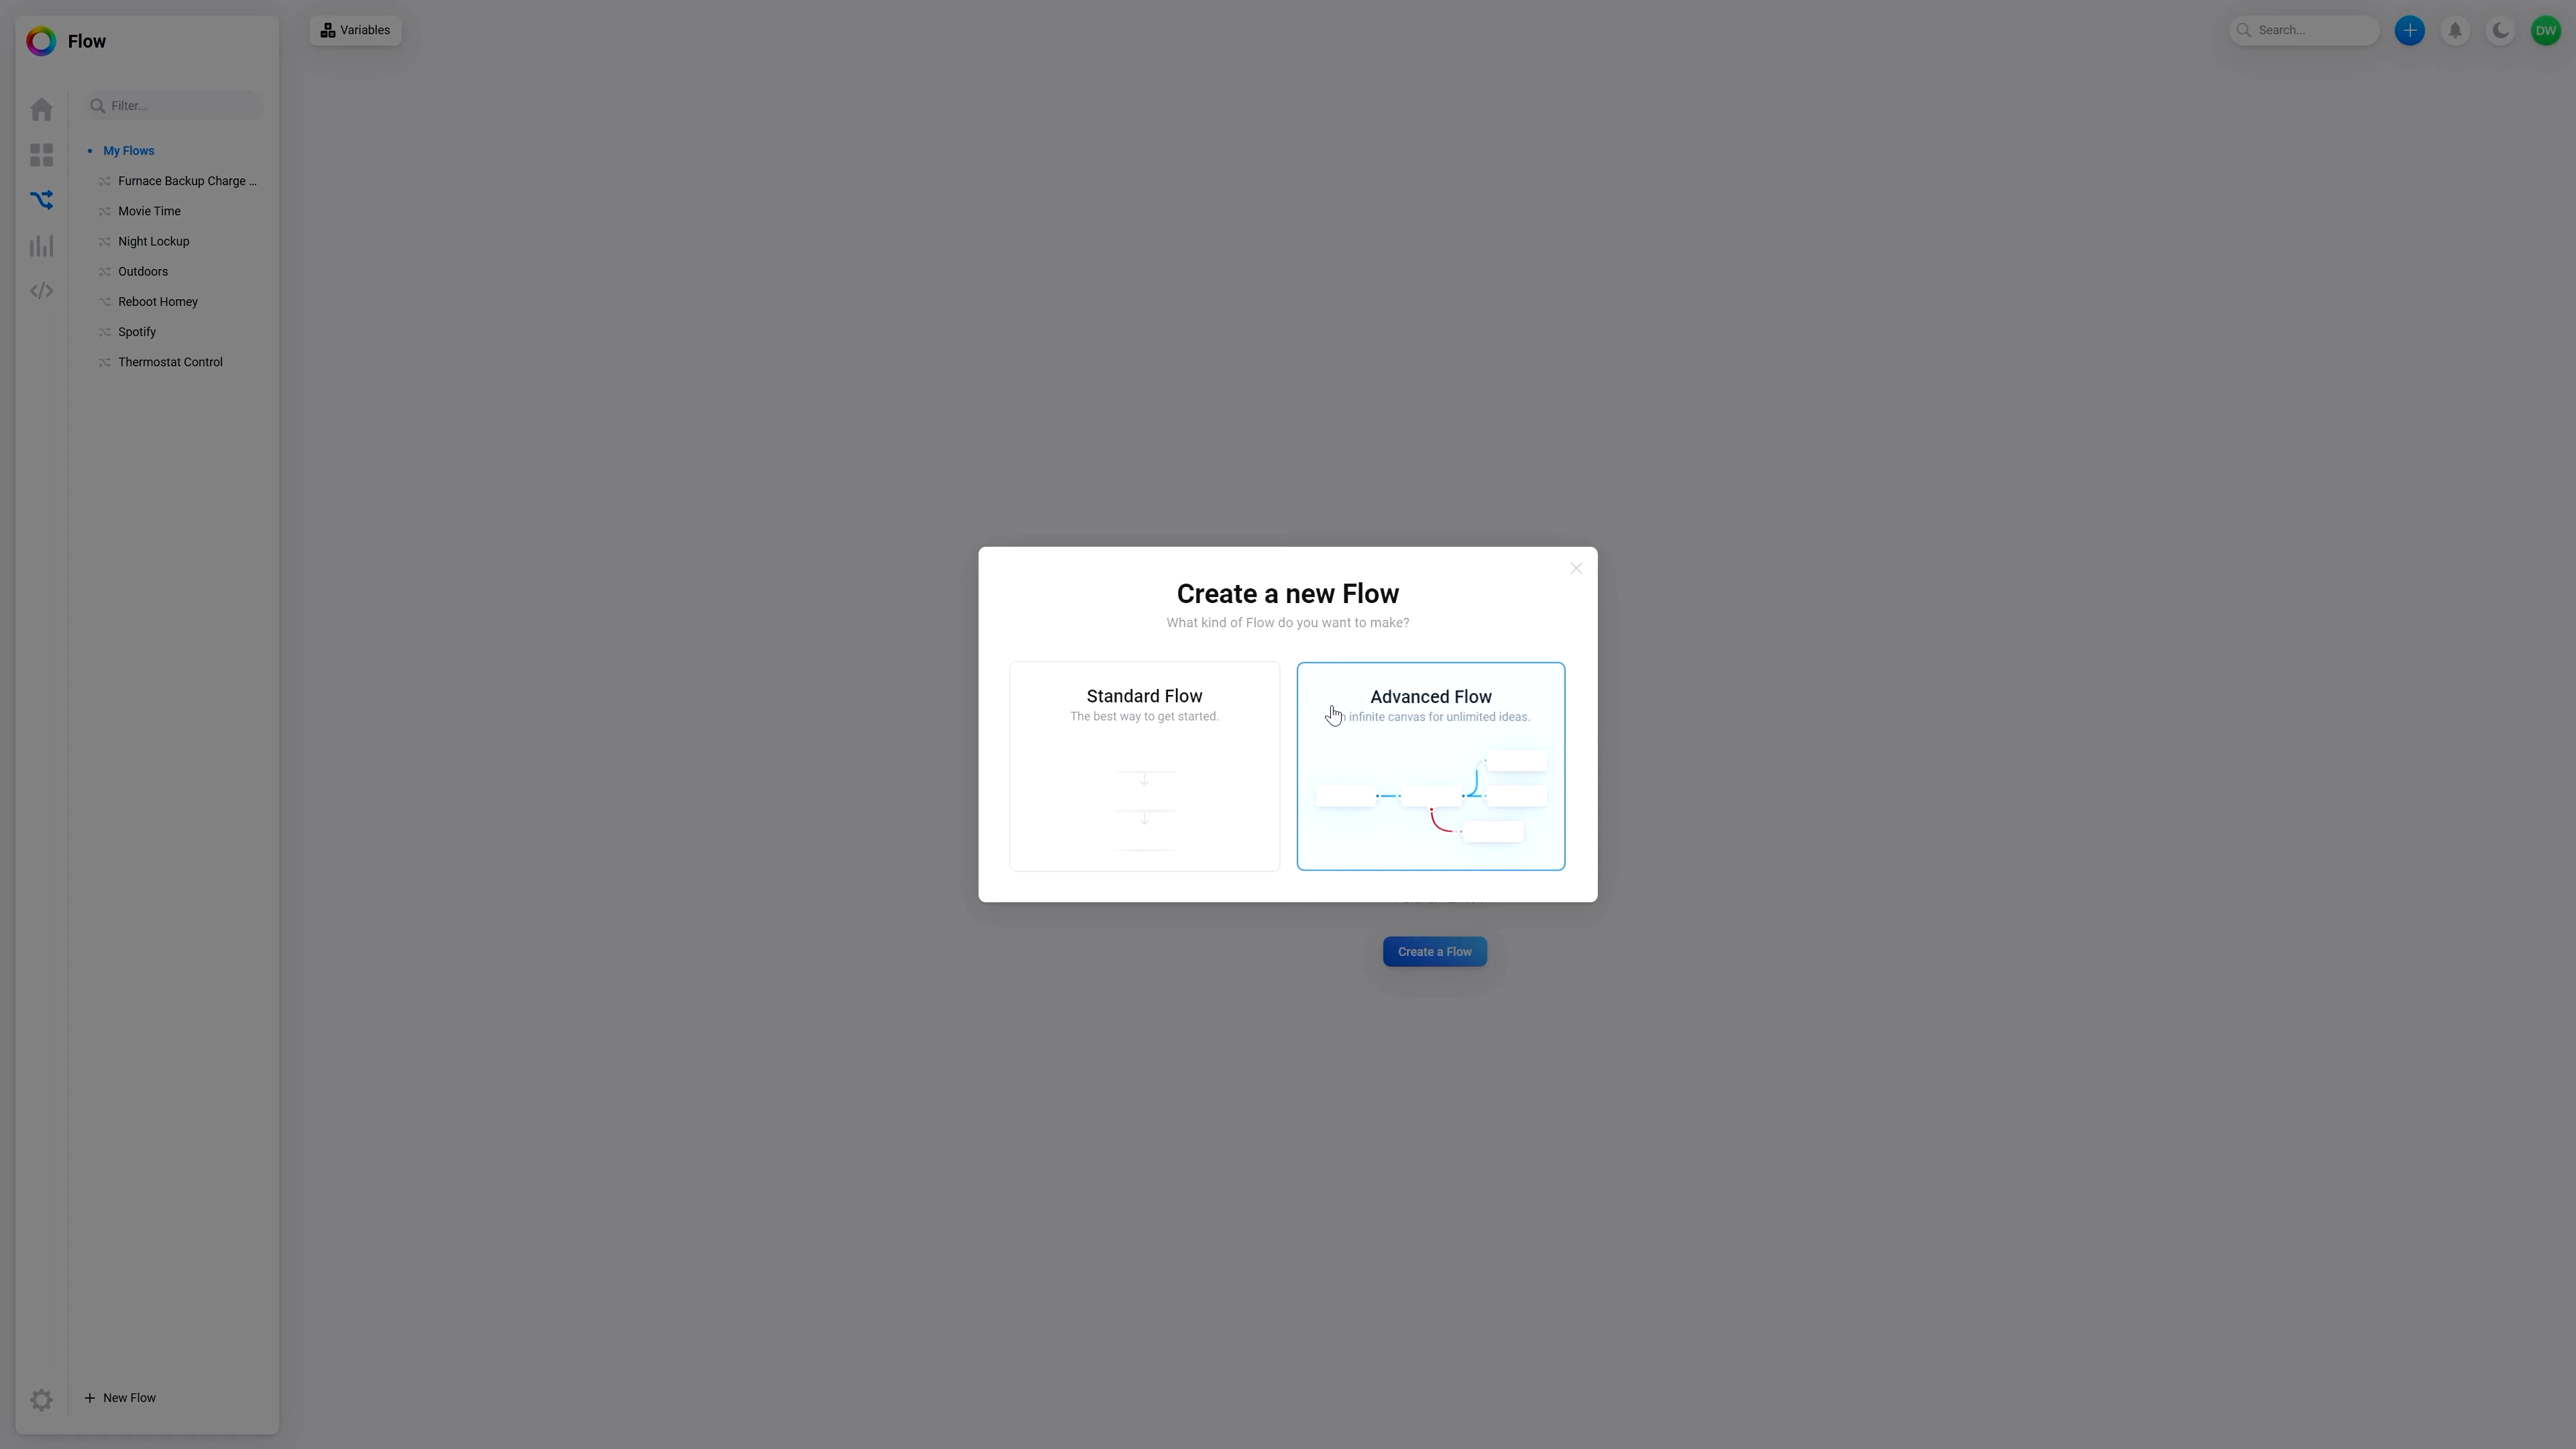 Flow
Variables
Search...
DW
Filter...
My Flows
Furnace Backup Charge ...
Movie Time
Night Lockup
Outdoors
Reboot Homey
Spotify
Thermostat Control
Create a new Flow
What kind of Flow do you want to make?
Standard Flow
The best way to get started.
Advanced Flow
infinite canvas for unlimited ideas.
Create a Flow
New Flow